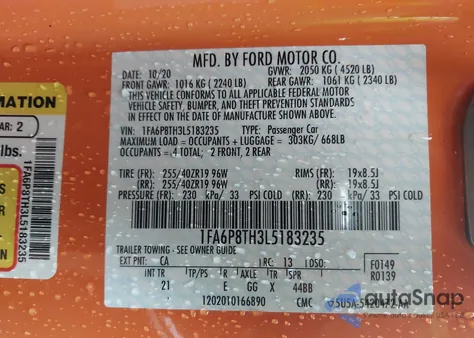 MFD. BY FORD MOTOR CO.
DATE: 10/20 GVWR: 2050 KG ( 4520 LB)
FRONT GAWR: 1016 KG ( 2240 LB) REAR GAWR: 1061 KG ( 2340 LB)
THIS VEHICLE CONFORMS TO ALL APPLICABLE FEDERAL MOTOR
VEHICLE SAFETY, BUMPER, AND THEFT PREVENTION STANDARDS
IN EFFECT ON THE DATE OF MANUFACTURE SHOWN ABOVE.
VIN: 1FA6P8TH3L5183235 TYPE: Passenger Car
MAXIMUM LOAD = OCCUPANTS + LUGGAGE = 303KG/ 668LB
OCCUPANTS = 4 TOTAL, 2 FRONT, 2 REAR
TIRE (FR): 255/40ZR19 96W RIMS (FR): 19x8.5J
(RR): 255/40ZR19 96W (RR): 19x8.5J
PRESSURE (FR) 230 kPa/ 33 PSI COLD (RR) 230 kPa/ 33 PSI COLD
1FA6P8TH3L5183235
TRAILER TOWING - SEE OWNER GUIDE
EXT PNT: CA RC: 13 DSO: F0149
R0139
INT TR TP/PS R AXLE TR SPR
21 E GG X 44BB
CMC
MATION
AR: 2
lbs.
1FA6P8TH3L5183235
autoSnap